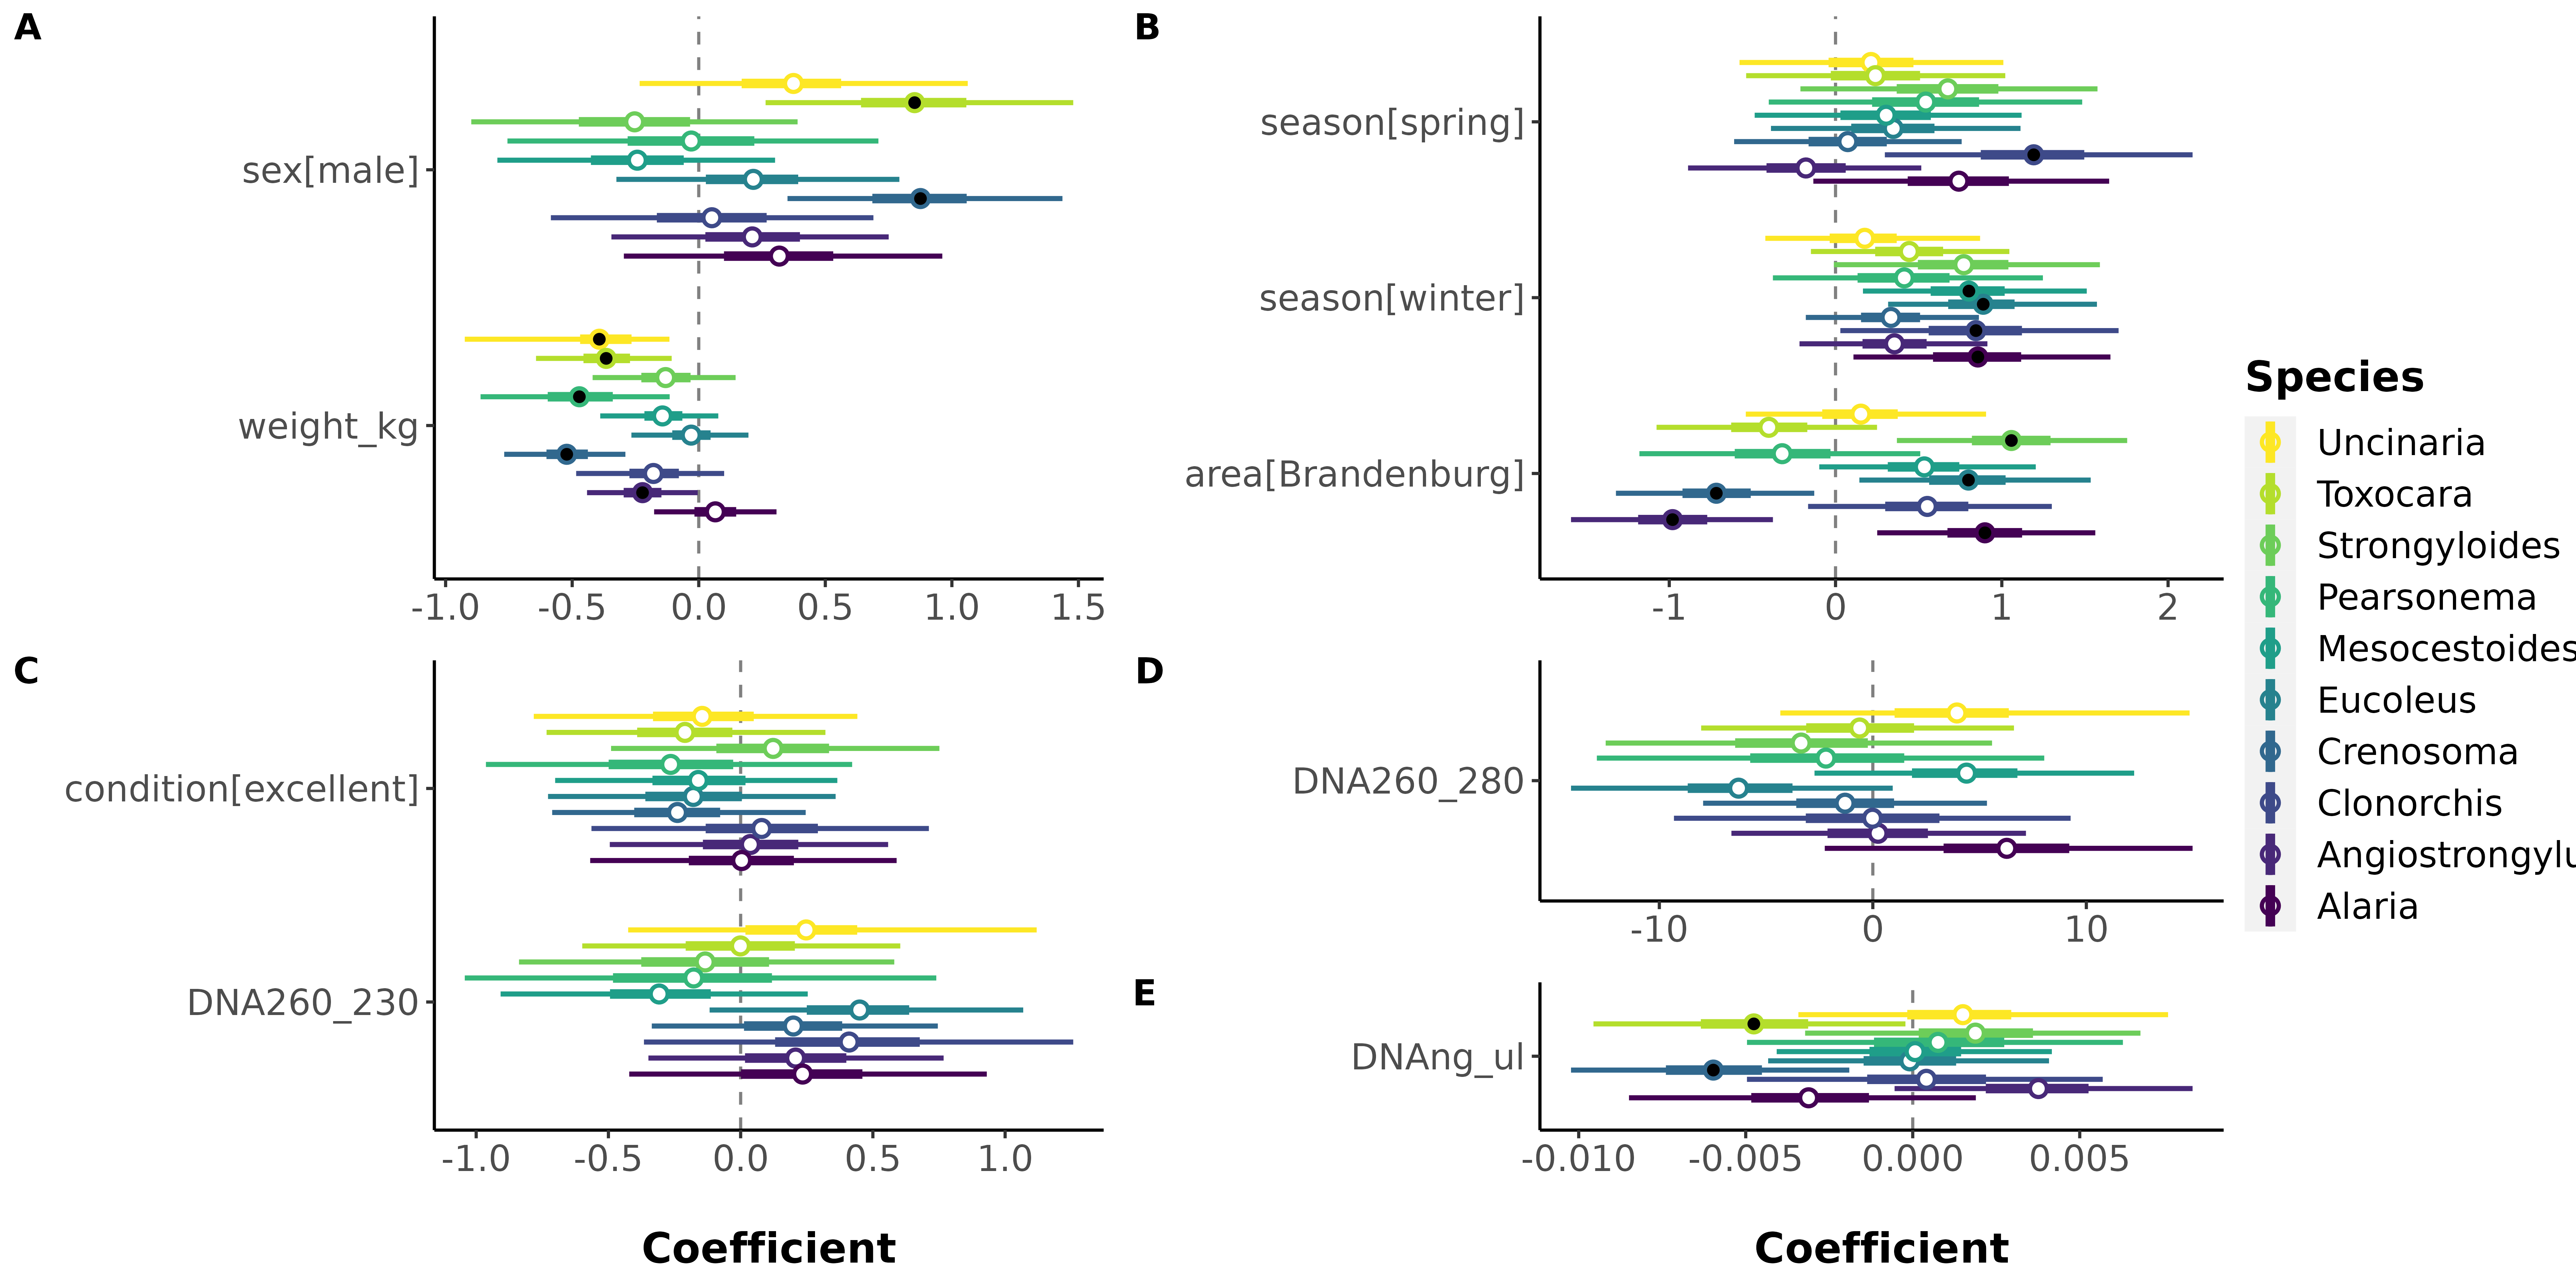 A
sex[male]
weight_kg
-1.0 -0.5 0.0 0.5 1.0 1.5
B
season[spring]
season[winter]
area[Brandenburg]
-1 0 1 2
C
condition[excellent]
DNA260_230
-1.0 -0.5 0.0 0.5 1.0
Coefficient
D
DNA260_280
-10 0 10
E
DNAng_ul
-0.010 -0.005 0.000 0.005
Coefficient
Species
Uncinaria
Toxocara
Strongyloides
Pearsonema
Mesocestoides
Eucoleus
Crenosoma
Clonorchis
Angiostrongylu
Alaria